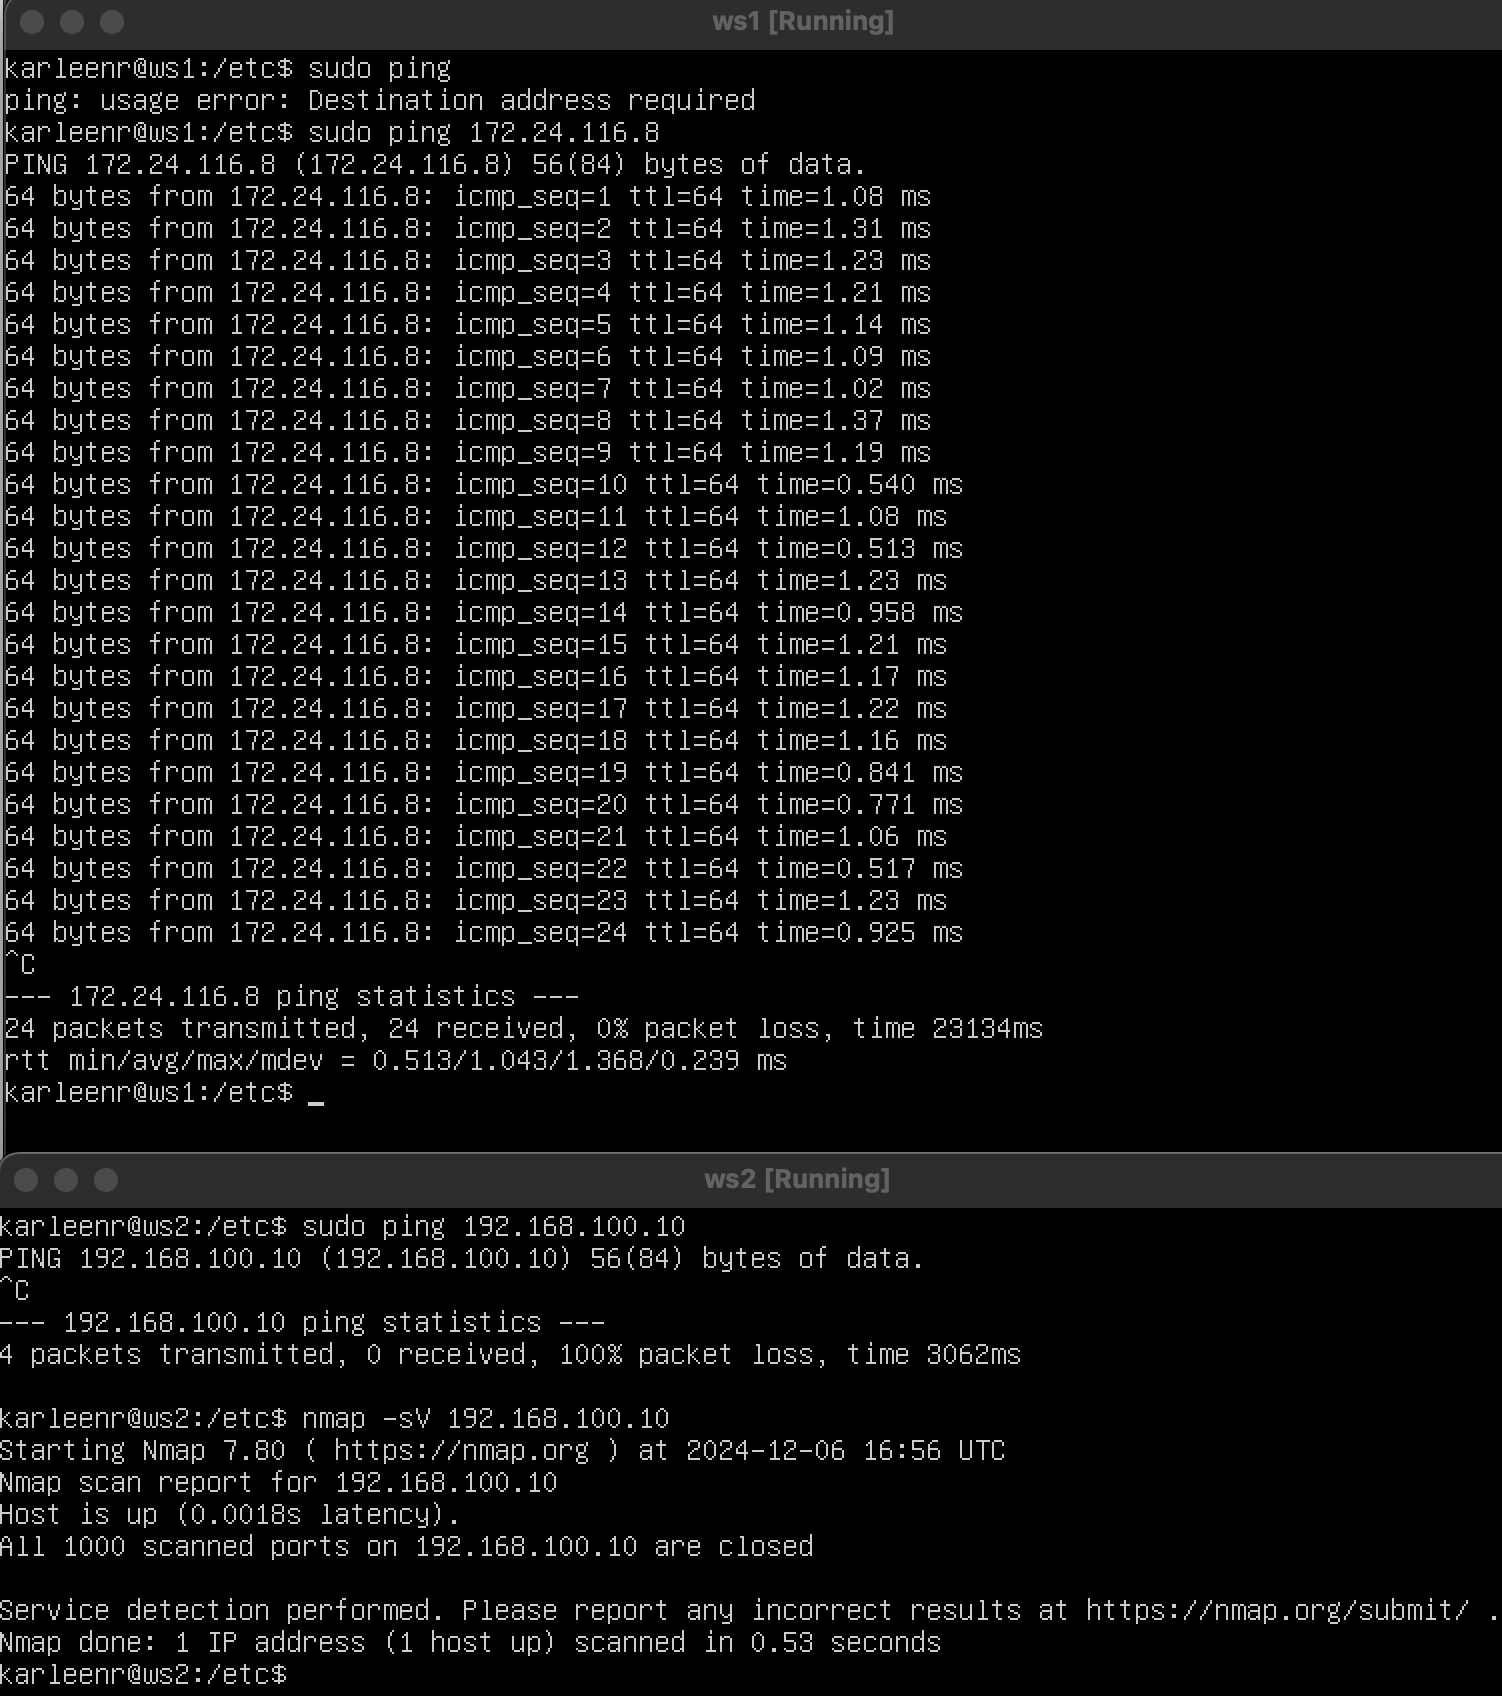 ws1 [Running]
karleenr@ws1:/etc$ sudo ping
ping: usage error: Destination address required
karleenr@ws1:/etc$ sudo ping 172.24.116.8
PING 172.24.116.8 (172.24.116.8) 56(84) bytes of data.
64 bytes from 172.24.116.8: icmp_seq=1 ttl=64 time=1.08 ms
64 bytes from 172.24.116.8: icmp_seq=2 ttl=64 time=1.31 ms
64 bytes from 172.24.116.8: icmp_seq=3 ttl=64 time=1.23 ms
64 bytes from 172.24.116.8: icmp_seq=4 ttl=64 time=1.21 ms
64 bytes from 172.24.116.8: icmp_seq=5 ttl=64 time=1.14 ms
64 bytes from 172.24.116.8: icmp_seq=6 ttl=64 time=1.09 ms
64 bytes from 172.24.116.8: icmp_seq=7 ttl=64 time=1.02 ms
64 bytes from 172.24.116.8: icmp_seq=8 ttl=64 time=1.37 ms
64 bytes from 172.24.116.8: icmp_seq=9 ttl=64 time=1.19 ms
64 bytes from 172.24.116.8: icmp_seq=10 ttl=64 time=0.540 ms
64 bytes from 172.24.116.8: icmp_seq=11 ttl=64 time=1.08 ms
64 bytes from 172.24.116.8: icmp_seq=12 ttl=64 time=0.513 ms
64 bytes from 172.24.116.8: icmp_seq=13 ttl=64 time=1.23 ms
64 bytes from 172.24.116.8: icmp_seq=14 ttl=64 time=0.958 ms
64 bytes from 172.24.116.8: icmp_seq=15 ttl=64 time=1.21 ms
64 bytes from 172.24.116.8: icmp_seq=16 ttl=64 time=1.17 ms
64 bytes from 172.24.116.8: icmp_seq=17 ttl=64 time=1.22 ms
64 bytes from 172.24.116.8: icmp_seq=18 ttl=64 time=1.16 ms
64 bytes from 172.24.116.8: icmp_seq=19 ttl=64 time=0.841 ms
64 bytes from 172.24.116.8: icmp_seq=20 ttl=64 time=0.771 ms
64 bytes from 172.24.116.8: icmp_seq=21 ttl=64 time=1.06 ms
64 bytes from 172.24.116.8: icmp_seq=22 ttl=64 time=0.517 ms
64 bytes from 172.24.116.8: icmp_seq=23 ttl=64 time=1.23 ms
64 bytes from 172.24.116.8: icmp_seq=24 ttl=64 time=0.925 ms
^C
--- 172.24.116.8 ping statistics ---
24 packets transmitted, 24 received, 0% packet loss, time 23134ms
rtt min/avg/max/mdev = 0.513/1.043/1.368/0.239 ms
karleenr@ws1:/etc$ _
ws2 [Running]
karleenr@ws2:/etc$ sudo ping 192.168.100.10
PING 192.168.100.10 (192.168.100.10) 56(84) bytes of data.
^C
--- 192.168.100.10 ping statistics ---
4 packets transmitted, 0 received, 100% packet loss, time 3062ms
karleenr@ws2:/etc$ nmap -sV 192.168.100.10
Starting Nmap 7.80 ( https://nmap.org ) at 2024-12-06 16:56 UTC
Nmap scan report for 192.168.100.10
Host is up (0.0018s latency).
All 1000 scanned ports on 192.168.100.10 are closed
Service detection performed. Please report any incorrect results at https://nmap.org/submit/ .
Nmap done: 1 IP address (1 host up) scanned in 0.53 seconds
karleenr@ws2:/etc$